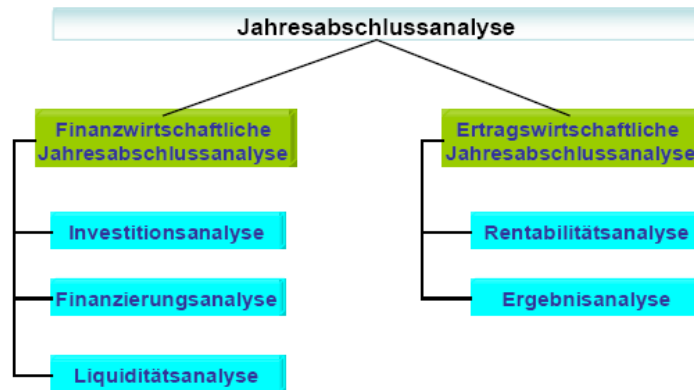 Jahresabschlussanalyse
Finanzwirtschaftliche
Jahresabschlussanalyse
Investitionsanalyse
Finanzierungsanalyse
Liquiditätsanalyse
Ertragswirtschaftliche
Jahresabschlussanalyse
Rentabilitätsanalyse
Ergebnisanalyse